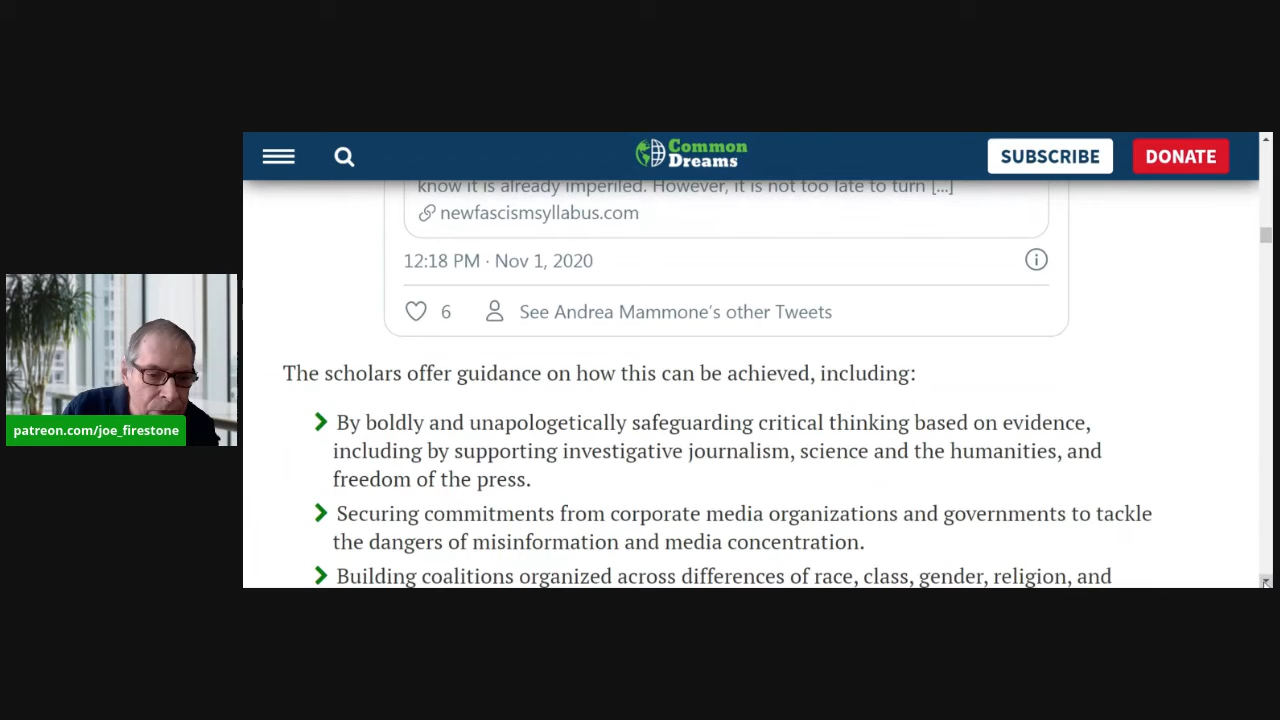 Common
Dreams
SUBSCRIBE
DONATE
know it is already imperiled. However, it is not too late to turn [...]
newfascismsyllabus.com
12:18 PM · Nov 1, 2020
6
See Andrea Mammone's other Tweets
The scholars offer guidance on how this can be achieved, including:
By boldly and unapologetically safeguarding critical thinking based on evidence,
including by supporting investigative journalism, science and the humanities, and
freedom of the press.
Securing commitments from corporate media organizations and governments to tackle
the dangers of misinformation and media concentration.
Building coalitions organized across differences of race, class, gender, religion, and
patreon.com/joe_firestone